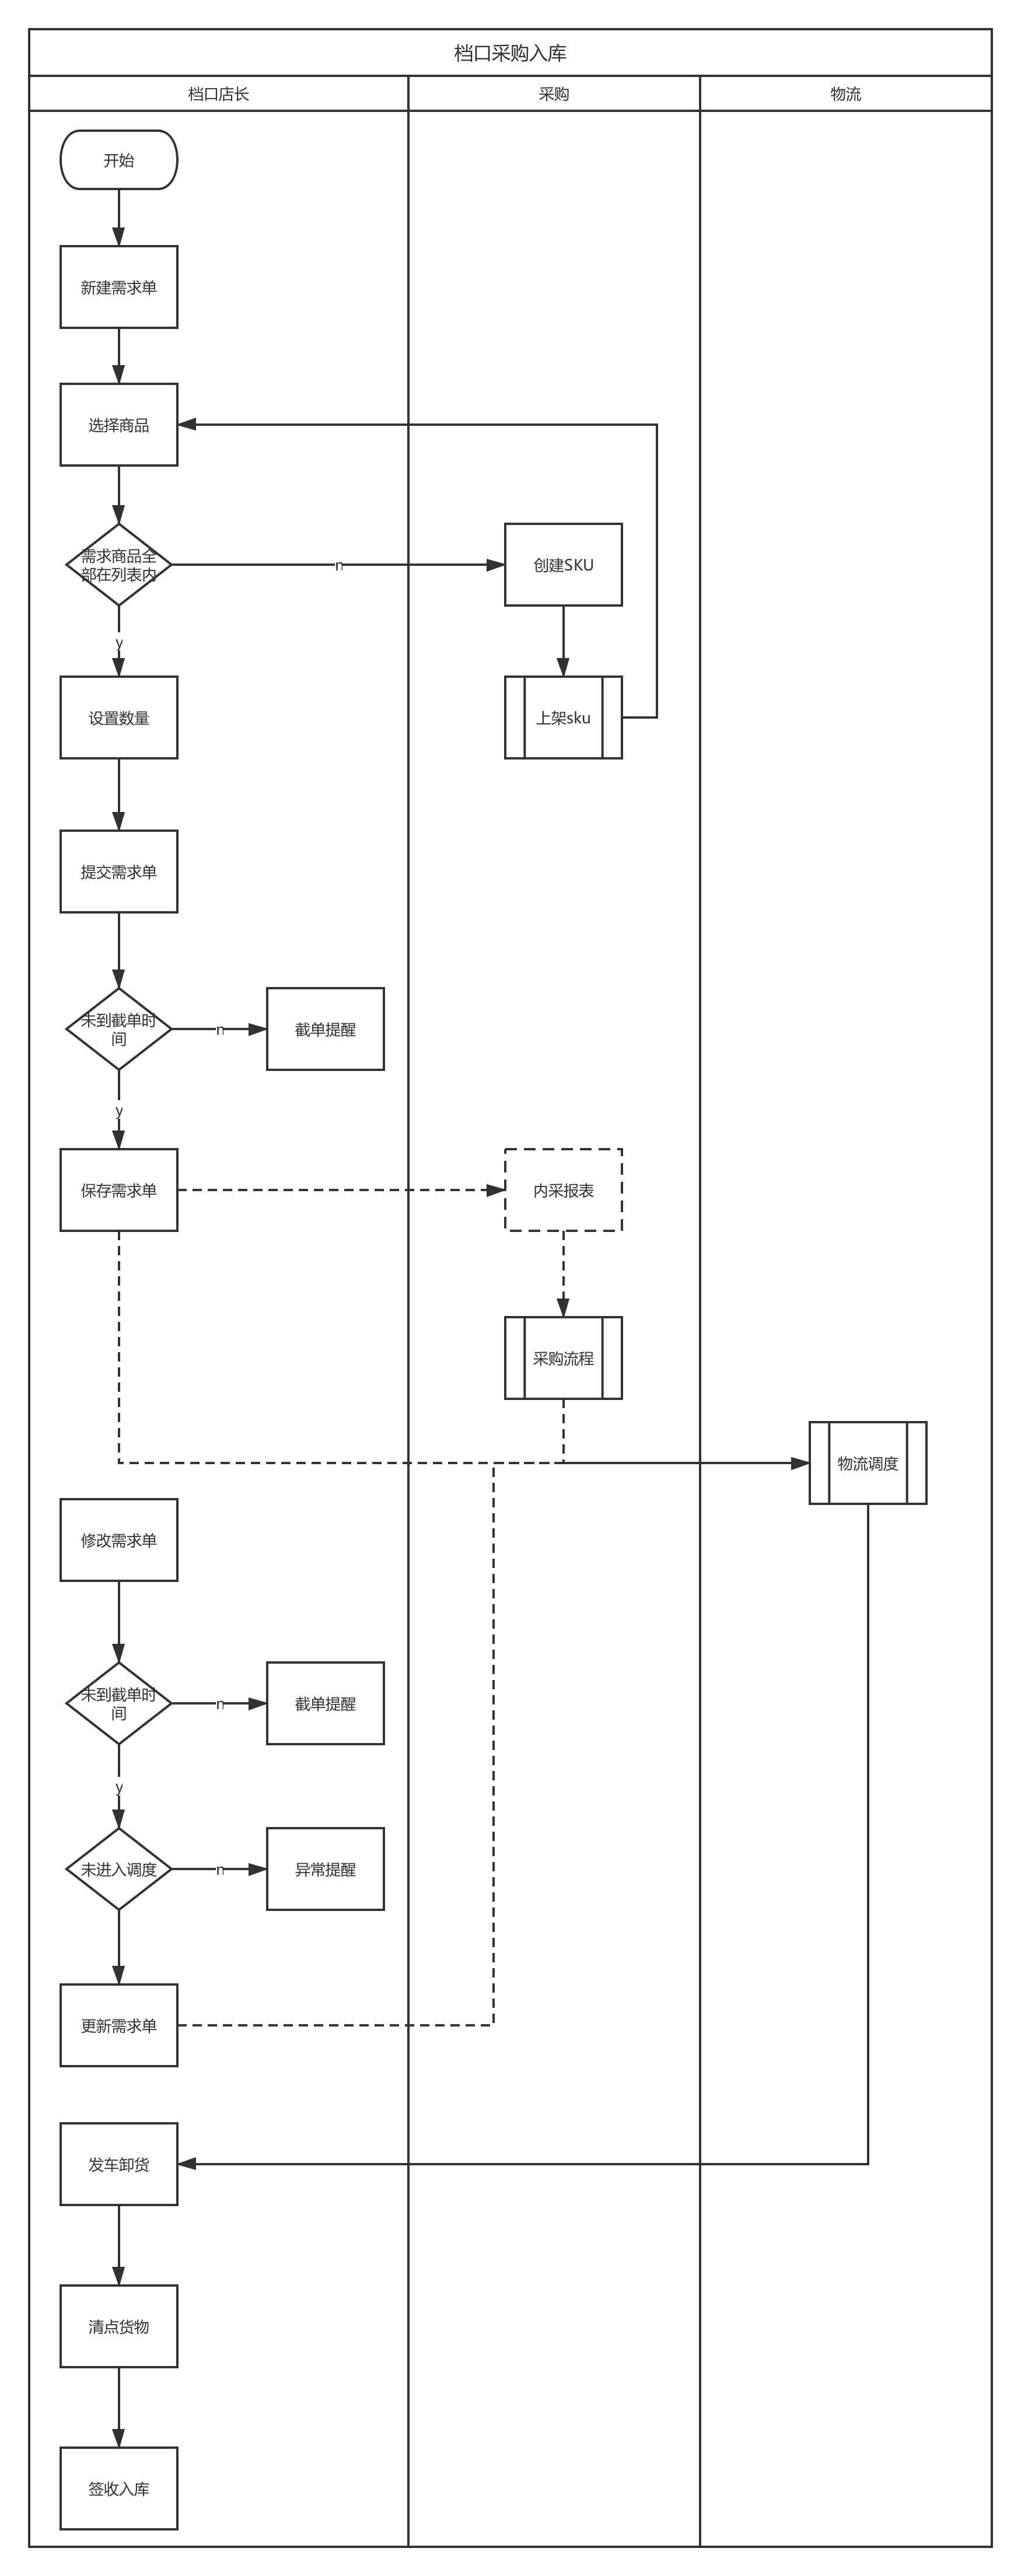 档口采购入库
档口店长
采购
物流
开始
新建需求单
选择商品
需求商品全
部在列表内
n
创建SKU
y
设置数量
上架sku
提交需求单
未到截单时
间
n
截单提醒
y
保存需求单
内采报表
采购流程
物流调度
修改需求单
未到截单时
间
n
截单提醒
y
未进入调度
n
异常提醒
更新需求单
发车卸货
清点货物
签收入库